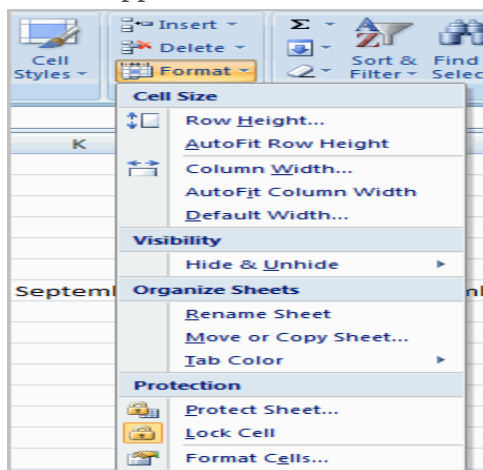 Insert
Σ
Delete
Format
Cell
Styles
Sort &
Filter
Find
Selec
Cell Size
Row Height...
AutoFit Row Height
K
Column Width...
AutoFit Column Width
Default Width...
Visibility
Hide & Unhide
Septem
Organize Sheets
Rename Sheet
Move or Copy Sheet...
Tab Color
Protection
Protect Sheet...
Lock Cell
Format Cells...